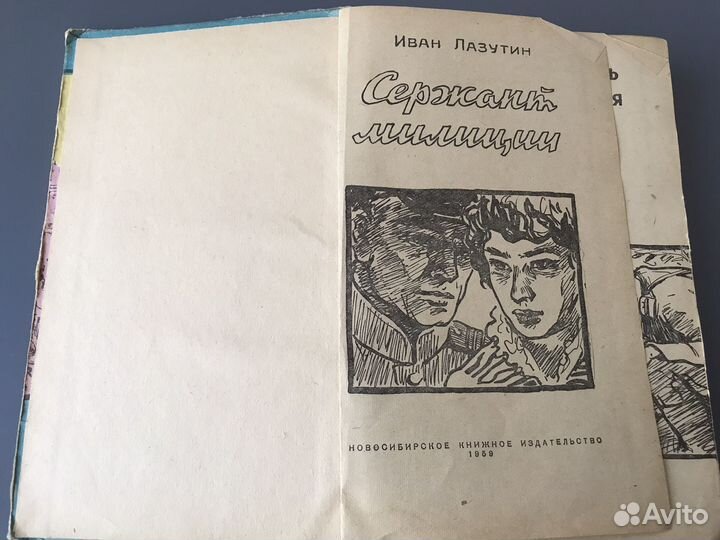 Иван Лазутин
Сержант
милиции
НОВОСИБИРСКОЕ КНИЖНОЕ ИЗДАТЕЛЬСТВО
1959
Ь
Я
Avito